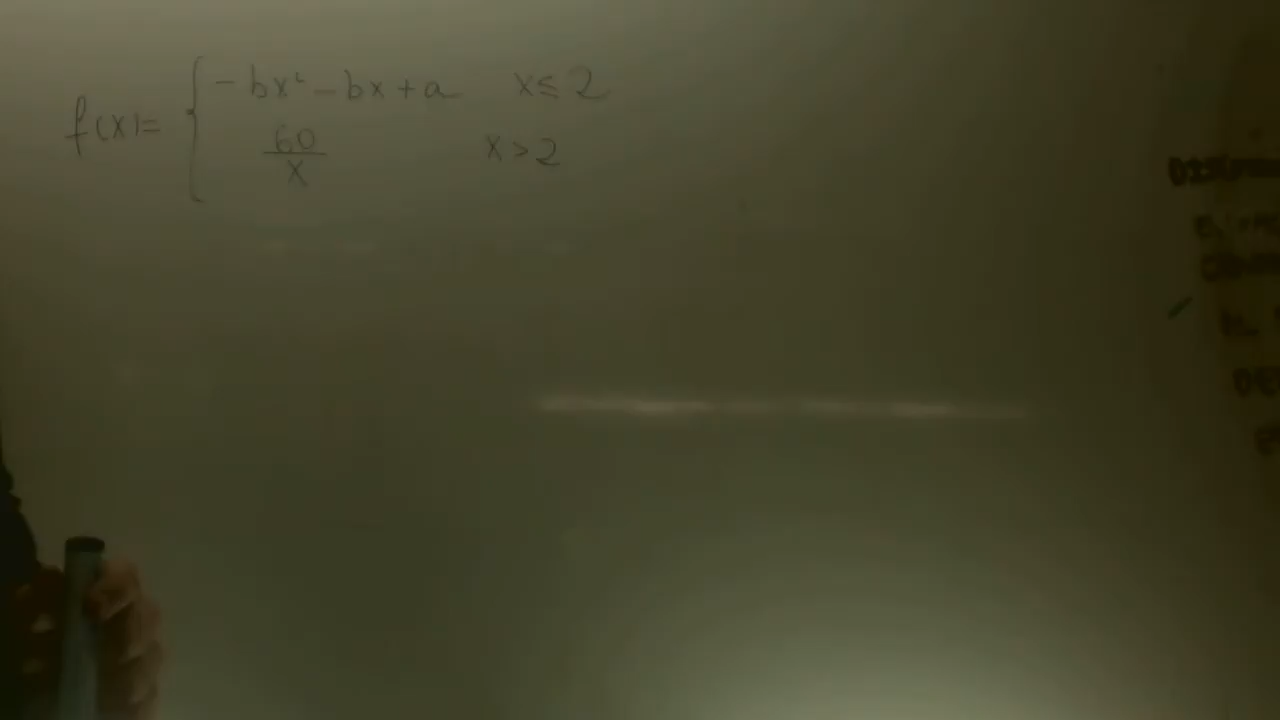 f(x)= { -bx² - bx + a    x ≤ 2
60/x    x > 2